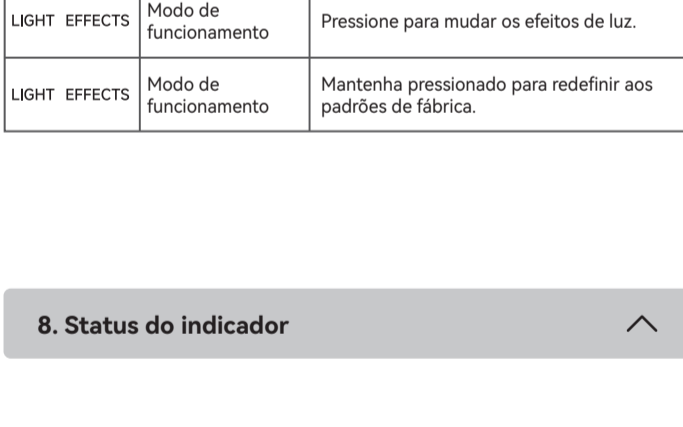 LIGHT EFFECTS
Modo de
funcionamento
Pressione para mudar os efeitos de luz.
LIGHT EFFECTS
Modo de
funcionamento
Mantenha pressionado para redefinir aos
padrões de fábrica.
8. Status do indicador